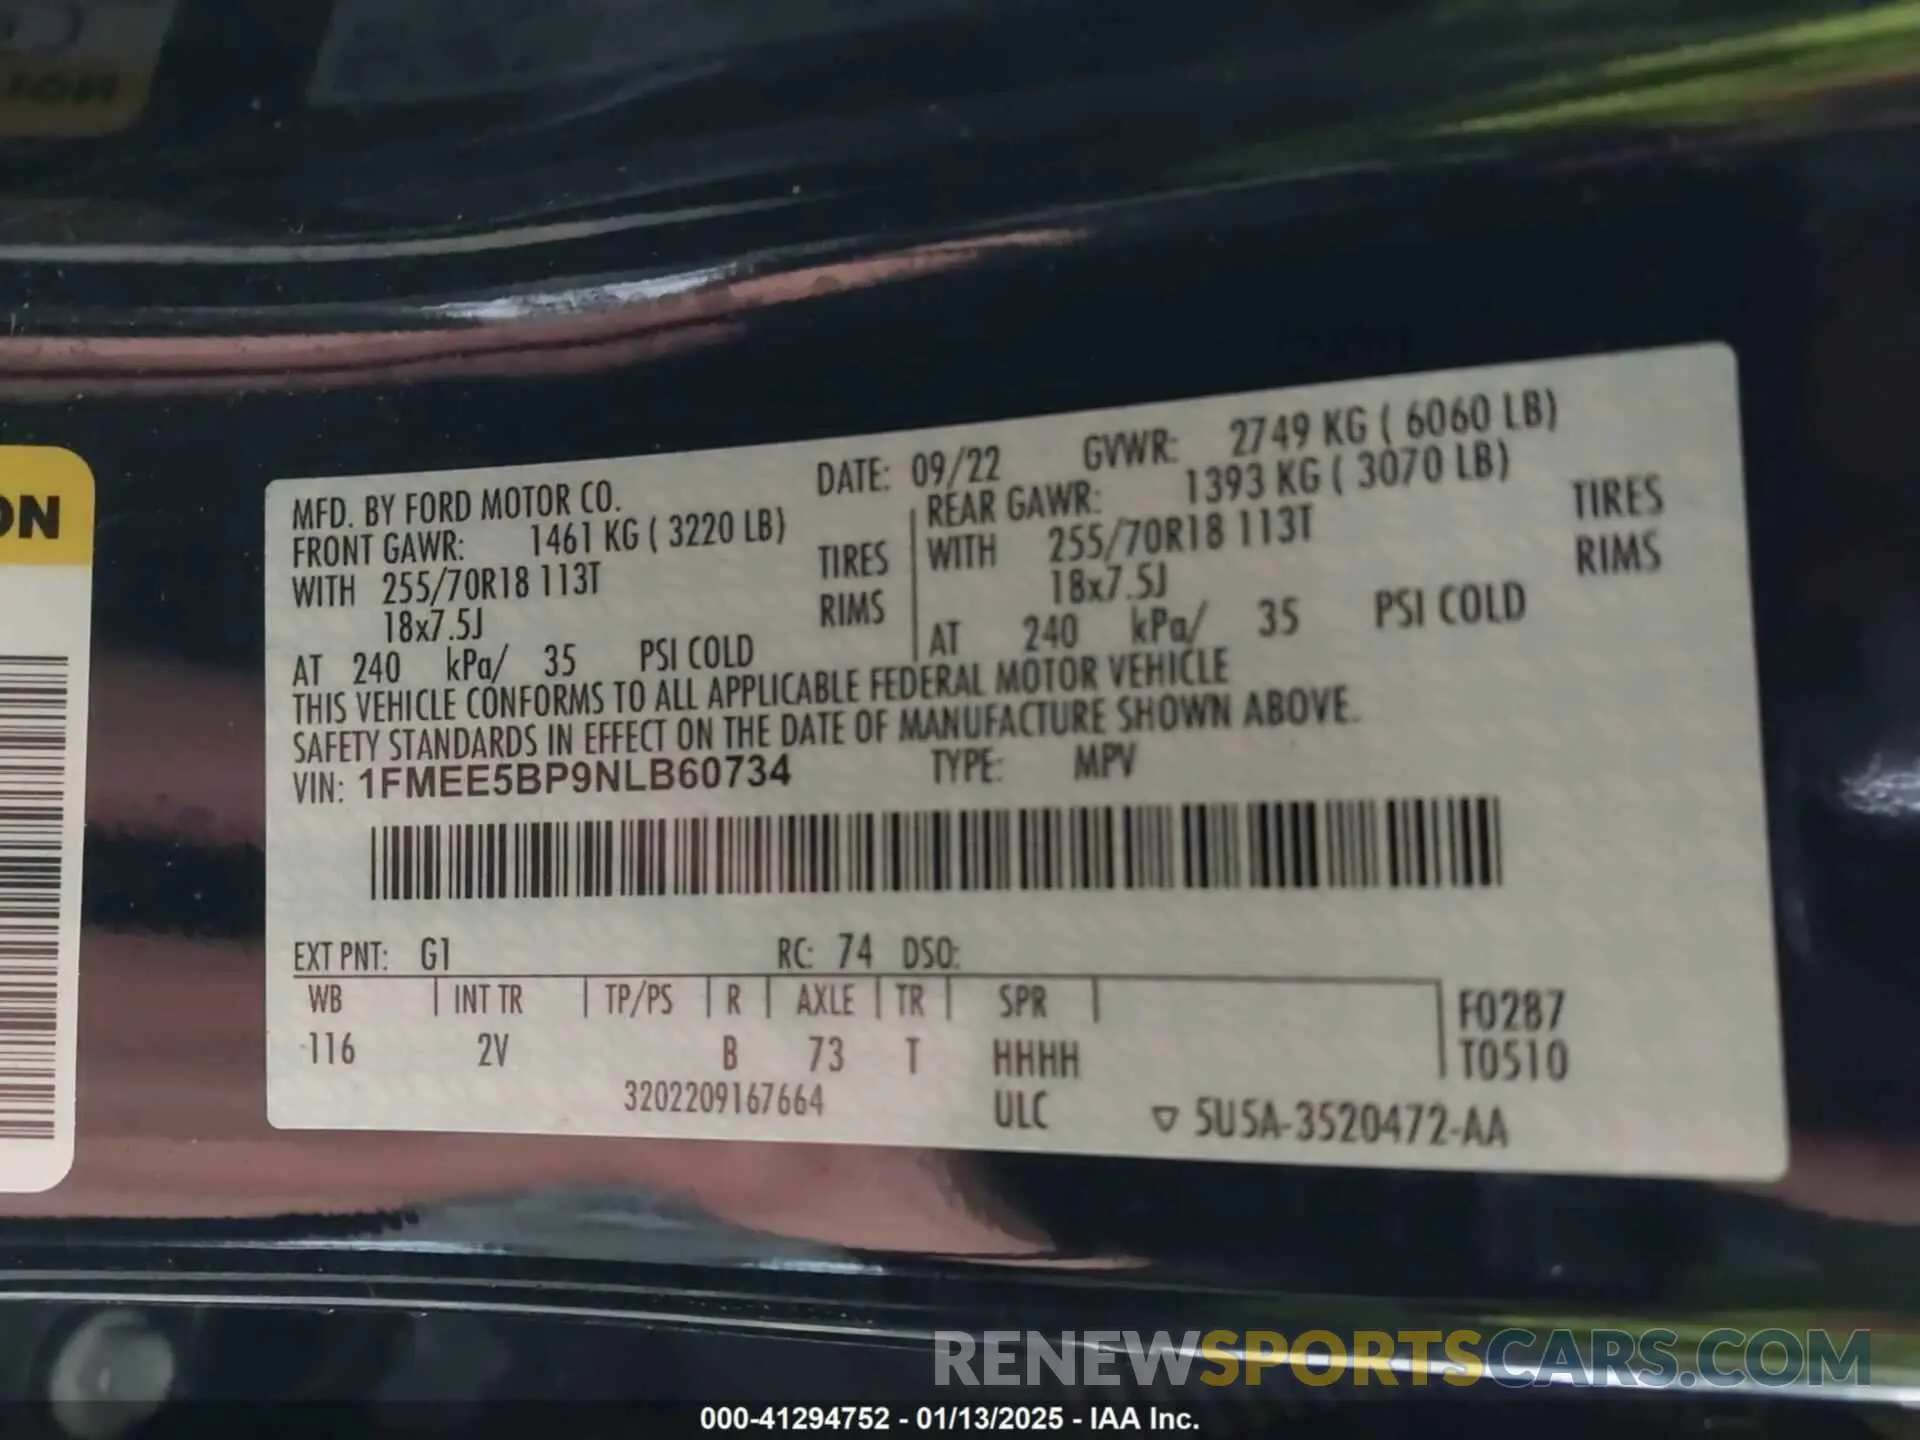 ON
MFD. BY FORD MOTOR CO. DATE: 09/22 GVWR: 2749 KG ( 6060 LB)
FRONT GAWR: 1461 KG ( 3220 LB) REAR GAWR: 1393 KG ( 3070 LB)
WITH 255/70R18 113T TIRES WITH 255/70R18 113T TIRES
18x7.5J RIMS 18x7.5J RIMS
AT 240 kPa/ 35 PSI COLD AT 240 kPa/ 35 PSI COLD
THIS VEHICLE CONFORMS TO ALL APPLICABLE FEDERAL MOTOR VEHICLE
SAFETY STANDARDS IN EFFECT ON THE DATE OF MANUFACTURE SHOWN ABOVE.
VIN: 1FMEE5BP9NLB60734 TYPE: MPV
EXT PNT: G1 RC: 74 DSO:
WB INT TR TP/PS R AXLE TR SPR F0287
116 2V B 73 T HHHH T0510
3202209167664 ULC ▽ 5U5A-3520472-AA
RENEWSPORTSCARS.COM
000-41294752 - 01/13/2025 - IAA Inc.